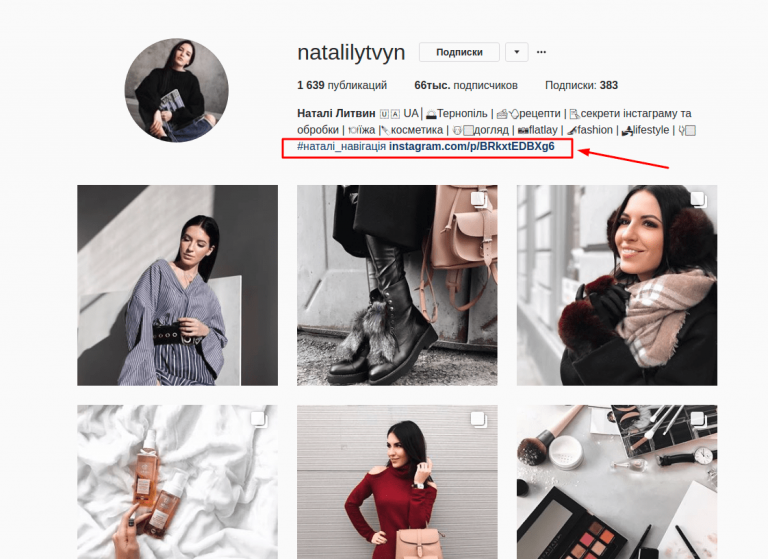 natalilytvyn Подписки •••
1 639 публикаций 66тыс. подписчиков Подписки: 383
Наталі Литвин 🇺🇦 UA| Тернопіль | рецепти | секрети інстаграму та
обробки | їжа | косметика | догляд | flatlay | fashion | lifestyle |
#наталі_навігація instagram.com/p/BRkxtEDBXg6